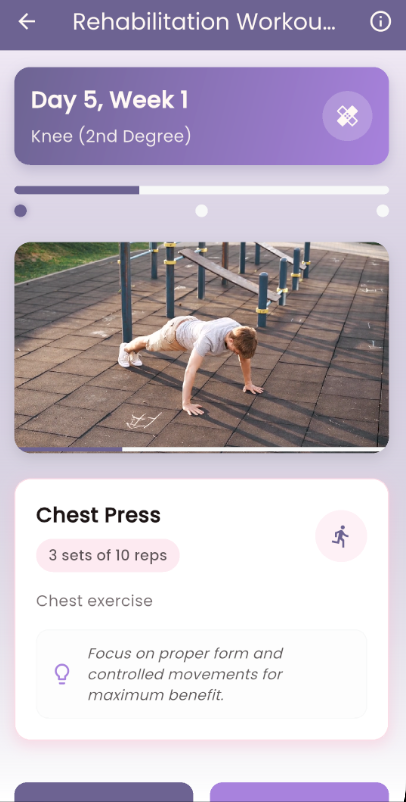 Rehabilitation Workou...
Day 5, Week 1
Knee (2nd Degree)
Chest Press
3 sets of 10 reps
Chest exercise
Focus on proper form and
controlled movements for
maximum benefit.